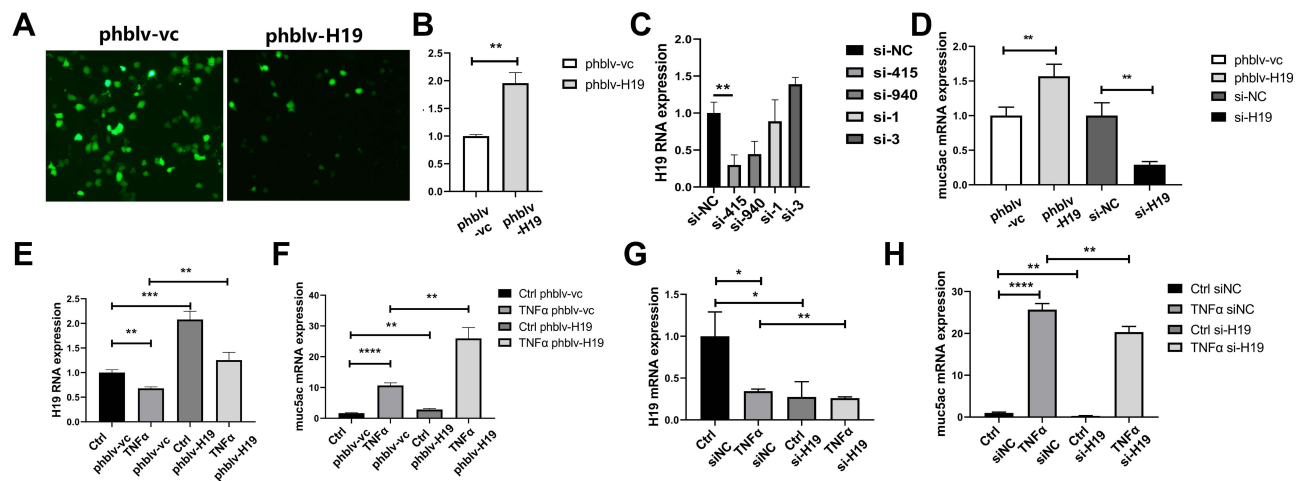 A
phblv-vc
phblv-H19
B
**
2.5
2.0
1.5
1.0
0.5
0.0
phblv
-vc
phblv
-H19
phblv-vc
phblv-H19
C
H19 RNA expression
2.0
1.5
1.0
0.5
0.0
**
si-NC
si-415
si-940
si-1
si-3
si-NC
si-415
si-940
si-1
si-3
D
muc5ac mRNA expression
2.0
1.5
1.0
0.5
0.0
**
**
phblv
-vc
phblv
-H19
si-NC
si-H19
phblv-vc
phblv-H19
si-NC
si-H19
E
H19 RNA expression
2.5
2.0
1.5
1.0
0.5
0.0
**
***
**
Ctrl
phblv-vc
TNFα
phblv-vc
Ctrl
phblv-H19
TNFα
phblv-H19
F
muc5ac mRNA expression
40
30
20
10
0
**
**
****
Ctrl
phblv-vc
TNFα
phblv-vc
Ctrl
phblv-H19
TNFα
phblv-H19
Ctrl phblv-vc
TNFα phblv-vc
Ctrl phblv-H19
TNFα phblv-H19
G
H19 mRNA expression
1.5
1.0
0.5
0.0
*
*
**
Ctrl
siNC
TNFα
siNC
Ctrl
si-H19
TNFα
si-H19
H
muc5ac mRNA expression
30
20
10
0
**
**
****
Ctrl
siNC
TNFα
siNC
Ctrl
si-H19
TNFα
si-H19
Ctrl siNC
TNFα siNC
Ctrl si-H19
TNFα si-H19